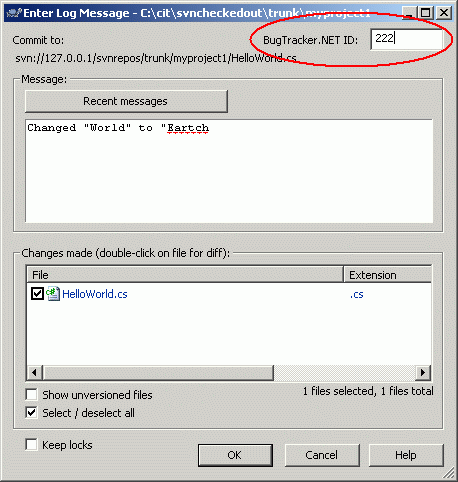 Enter Log Message - C:\cit\svncheckedout\trunk\myproject1
Commit to:
BugTracker.NET ID: 222
svn://127.0.0.1/svnrepos/trunk/myproject1/HelloWorld.cs
Message:
Recent messages
Changed "World" to "Eartch
Changes made (double-click on file for diff):
File Extension
HelloWorld.cs .cs
Show unversioned files
1 files selected, 1 files total
Select / deselect all
Keep locks
OK Cancel Help